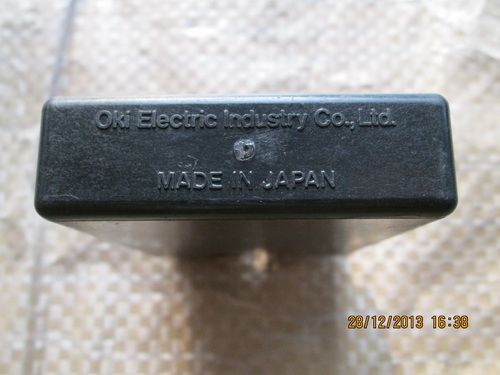 Oki Electric Industry Co., Ltd.
MADE IN JAPAN
28/12/2013 16:38